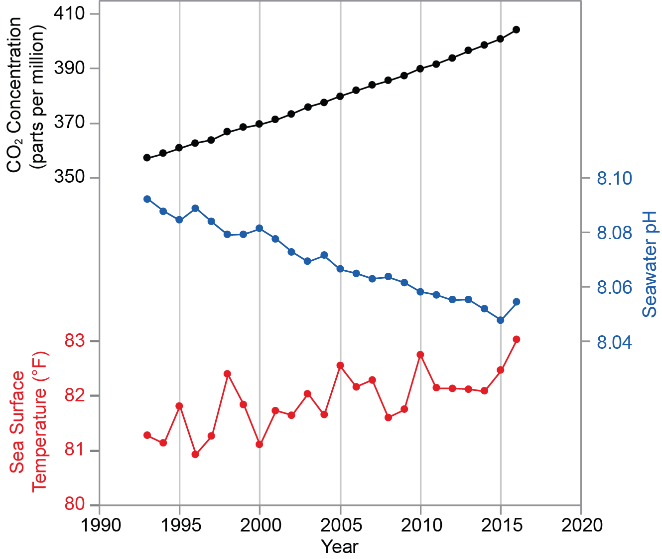 CO₂ Concentration
(parts per million)
410
390
370
350
8.10
8.08
8.06
8.04
Seawater pH
Sea Surface
Temperature (°F)
83
82
81
80
1990 1995 2000 2005 2010 2015 2020
Year